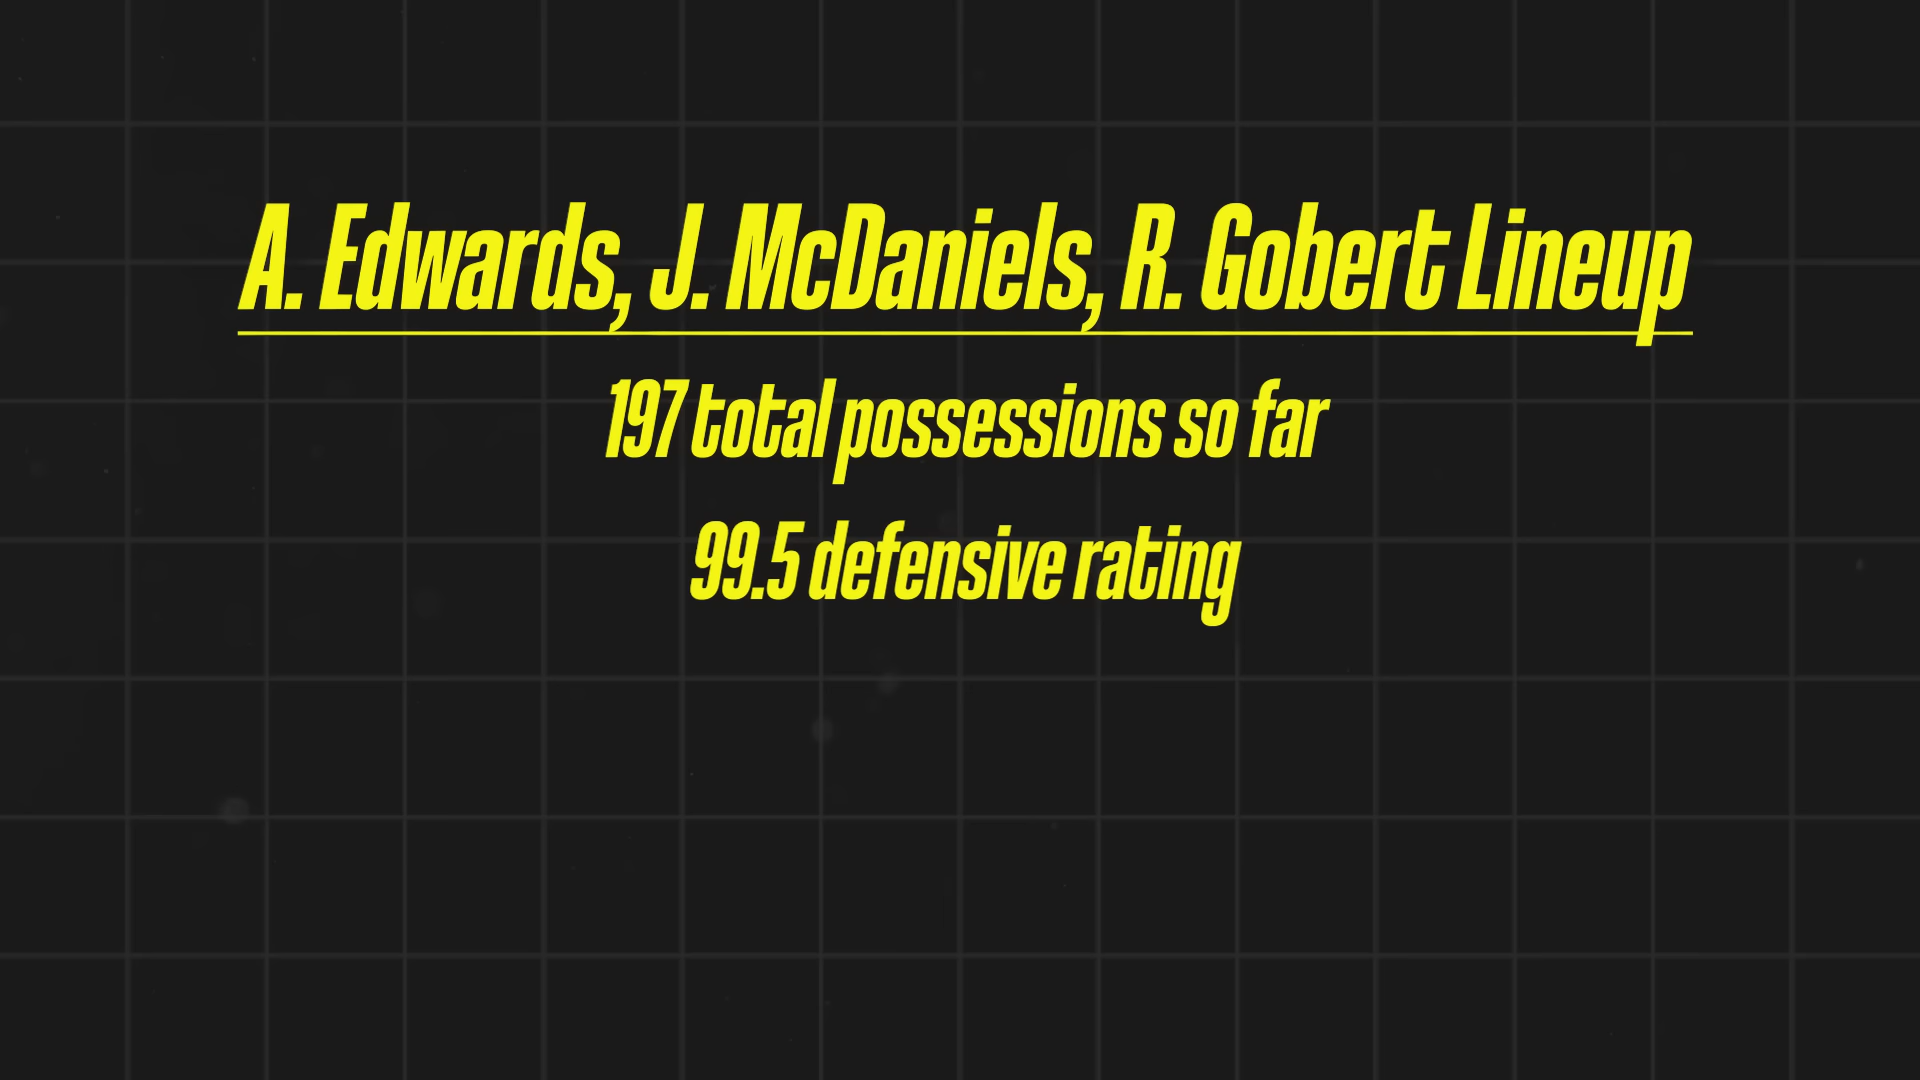 A. Edwards, J. McDaniels, R. Gobert Lineup
197 total possessions so far
99.5 defensive rating